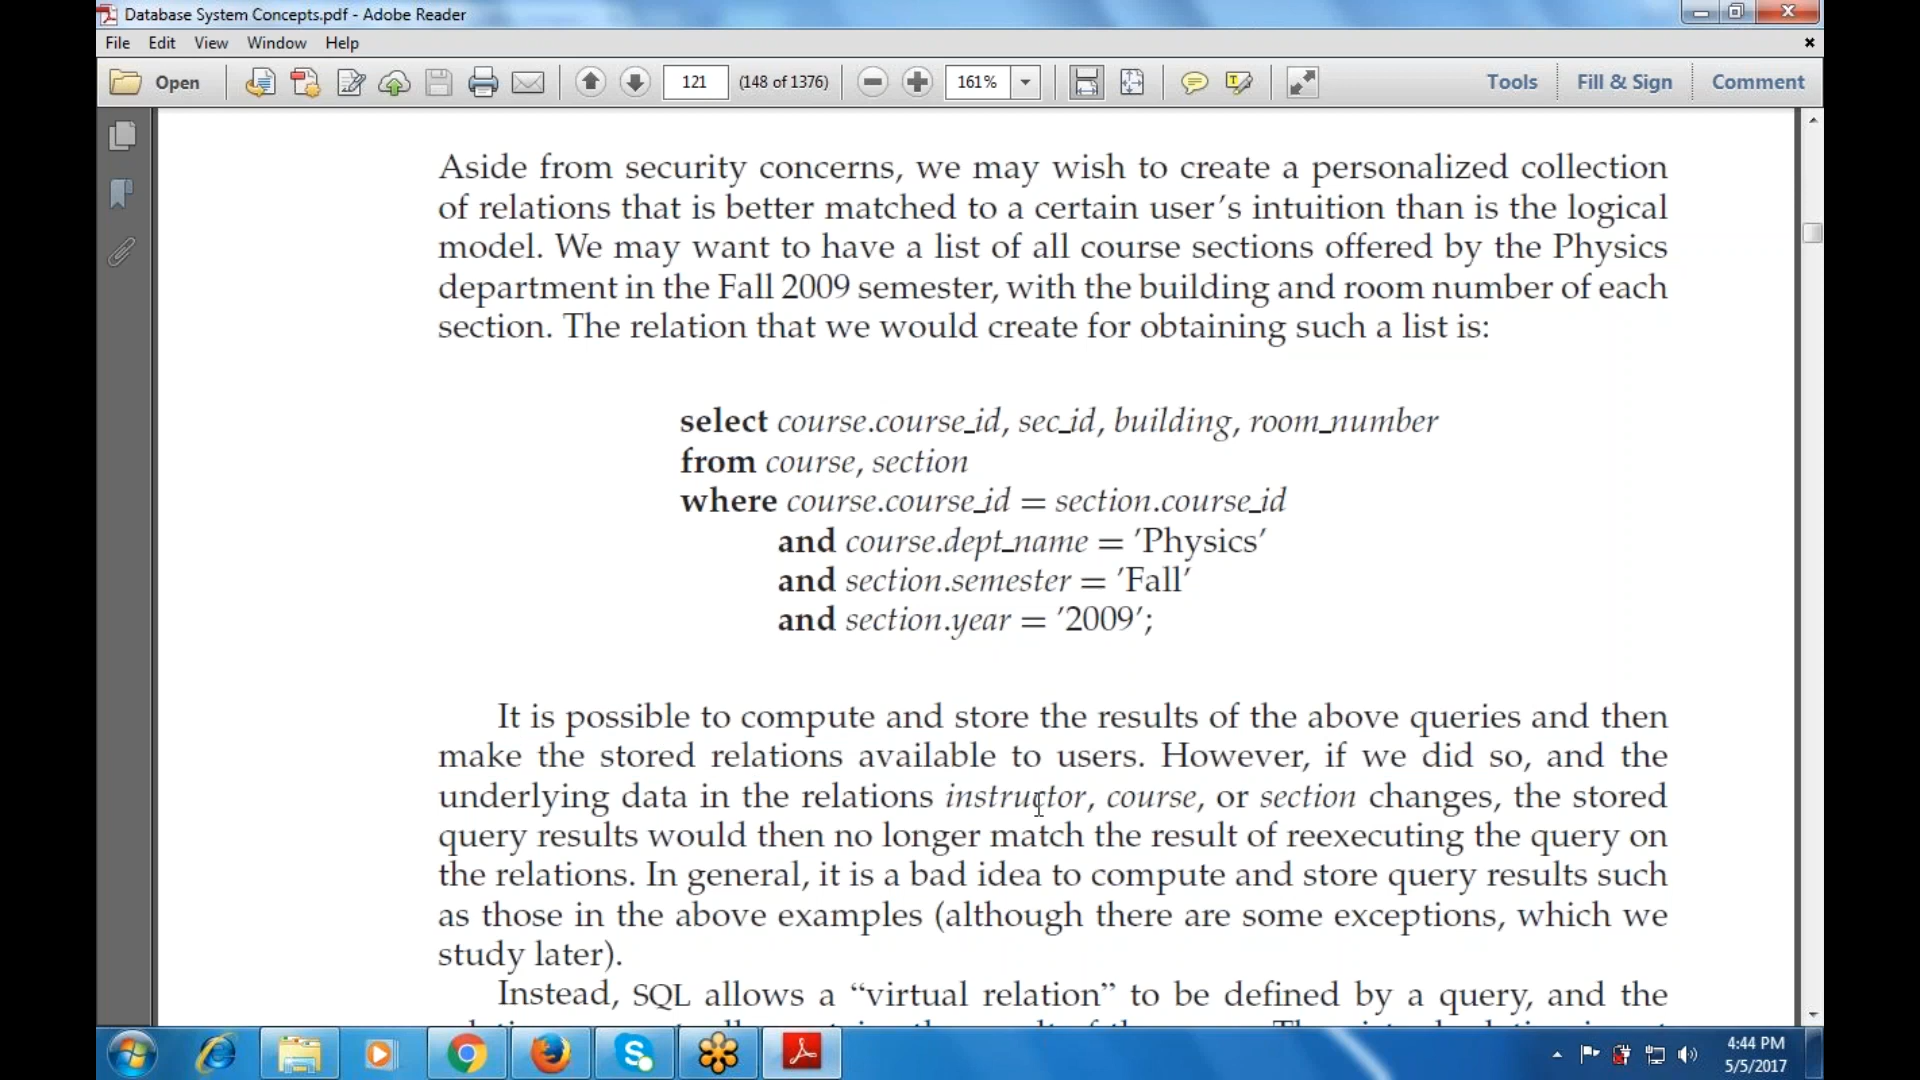 Database System Concepts.pdf - Adobe Reader
File Edit View Window Help
Open 121 (148 of 1376) 161% Tools Fill & Sign Comment
Aside from security concerns, we may wish to create a personalized collection
of relations that is better matched to a certain user’s intuition than is the logical
model. We may want to have a list of all course sections offered by the Physics
department in the Fall 2009 semester, with the building and room number of each
section. The relation that we would create for obtaining such a list is:
select course.course_id, sec_id, building, room_number
from course, section
where course.course_id = section.course_id
and course.dept_name = ’Physics’
and section.semester = ’Fall’
and section.year = ’2009’;
It is possible to compute and store the results of the above queries and then
make the stored relations available to users. However, if we did so, and the
underlying data in the relations instructor, course, or section changes, the stored
query results would then no longer match the result of reexecuting the query on
the relations. In general, it is a bad idea to compute and store query results such
as those in the above examples (although there are some exceptions, which we
study later).
Instead, SQL allows a “virtual relation” to be defined by a query, and the
4:44 PM
5/5/2017